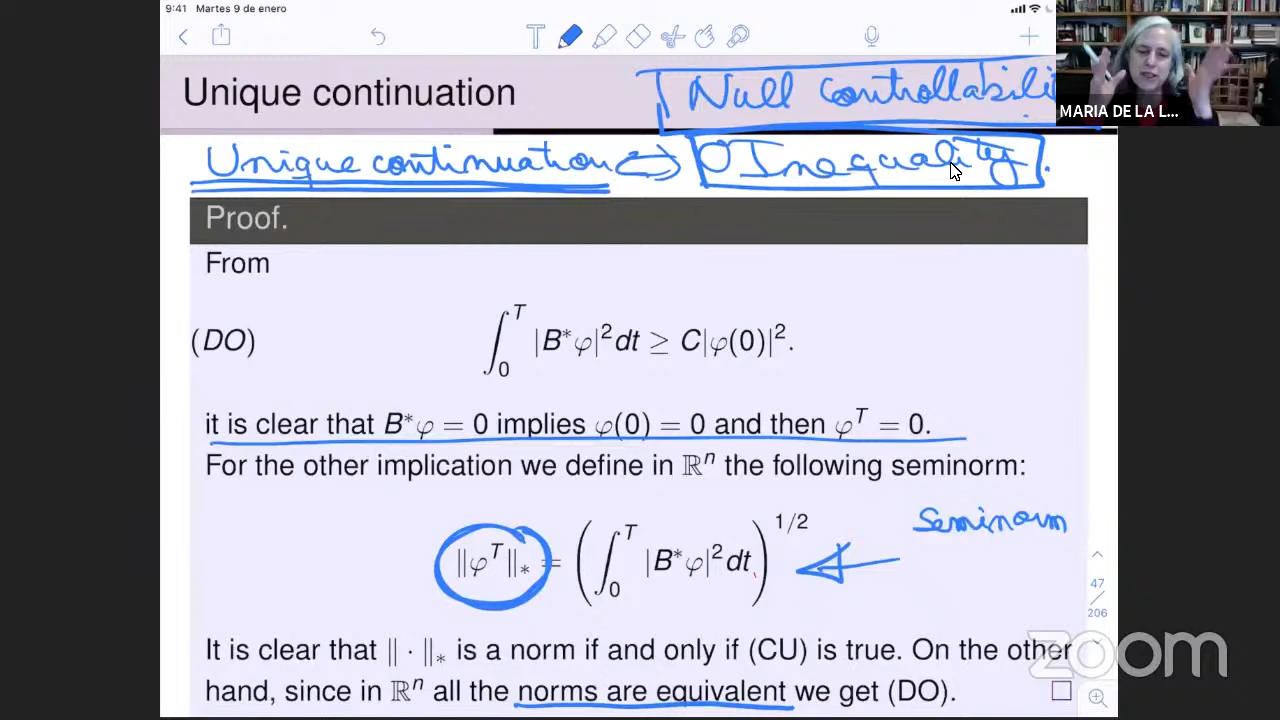 9:41 Martes 9 de enero
Unique continuation
Null controllabili
MARIA DE LA L...
Unique continuation ⇔ O Inequality.
Proof.
From
(DO) ∫₀ᵀ |B*φ|² dt ≥ C|φ(0)|².
it is clear that B*φ = 0 implies φ(0) = 0 and then φᵀ = 0.
For the other implication we define in ℝⁿ the following seminorm:
Seminorm
‖φᵀ‖* = (∫₀ᵀ |B*φ|² dt)^1/2
It is clear that ‖ · ‖* is a norm if and only if (CU) is true. On the other
hand, since in ℝⁿ all the norms are equivalent we get (DO). □
47
206
zoom